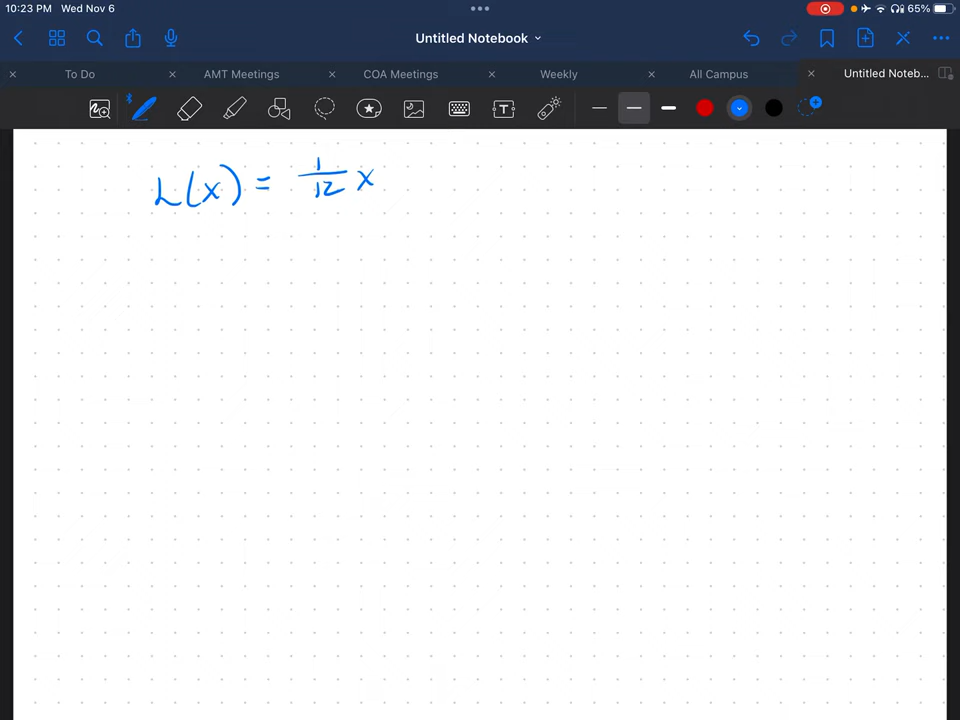 10:23 PM Wed Nov 6
65%
Untitled Notebook
To Do
AMT Meetings
COA Meetings
Weekly
All Campus
Untitled Noteb...
L(x) = 1/12 x